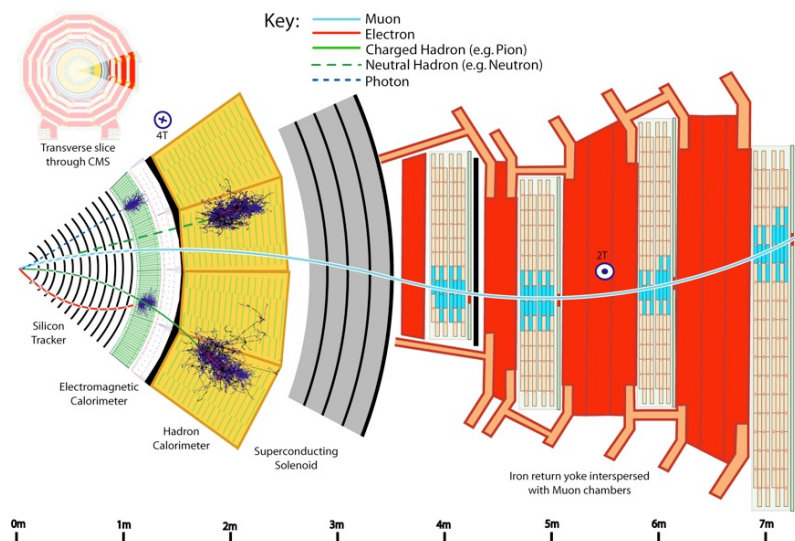 Key:
Muon
Electron
Charged Hadron (e.g. Pion)
Neutral Hadron (e.g. Neutron)
Photon
Transverse slice
through CMS
4T
2T
Silicon
Tracker
Electromagnetic
Calorimeter
Hadron
Calorimeter
Superconducting
Solenoid
Iron return yoke interspersed
with Muon chambers
0m
1m
2m
3m
4m
5m
6m
7m